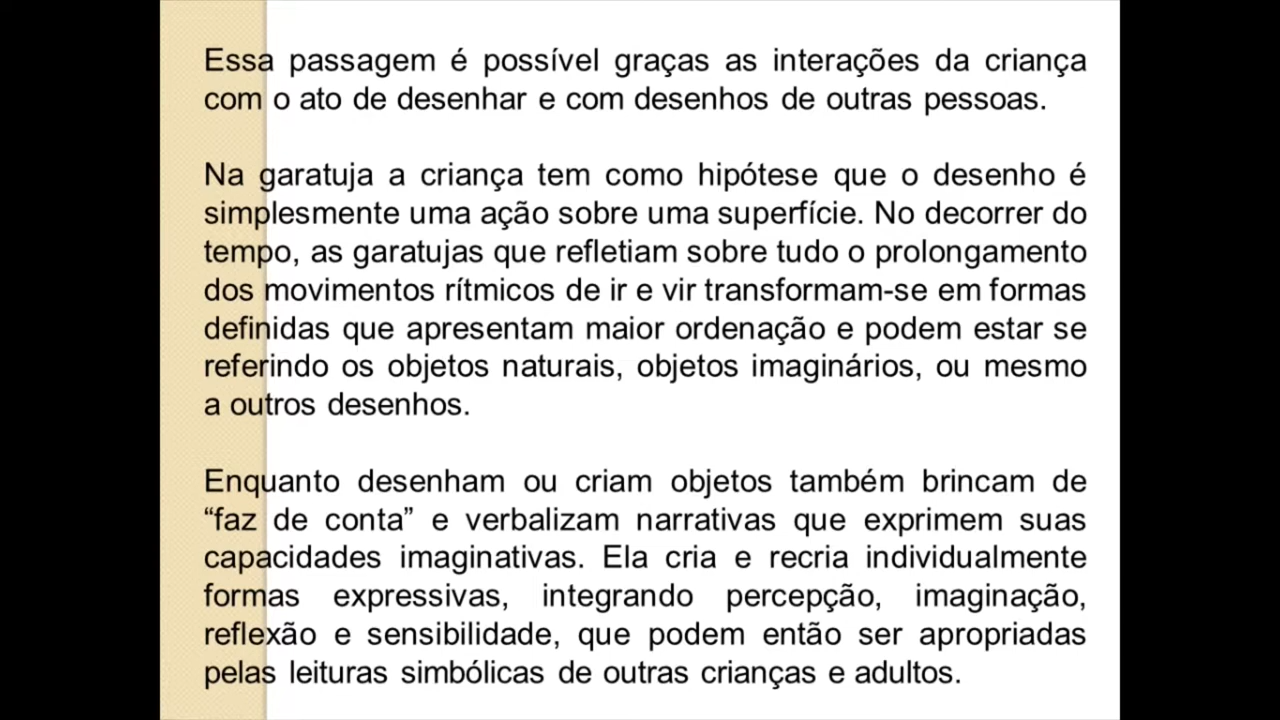 Essa passagem é possível graças as interações da criança
com o ato de desenhar e com desenhos de outras pessoas.
Na garatuja a criança tem como hipótese que o desenho é
simplesmente uma ação sobre uma superfície. No decorrer do
tempo, as garatujas que refletiam sobre tudo o prolongamento
dos movimentos rítmicos de ir e vir transformam-se em formas
definidas que apresentam maior ordenação e podem estar se
referindo os objetos naturais, objetos imaginários, ou mesmo
a outros desenhos.
Enquanto desenham ou criam objetos também brincam de
“faz de conta” e verbalizam narrativas que exprimem suas
capacidades imaginativas. Ela cria e recria individualmente
formas expressivas, integrando percepção, imaginação,
reflexão e sensibilidade, que podem então ser apropriadas
pelas leituras simbólicas de outras crianças e adultos.